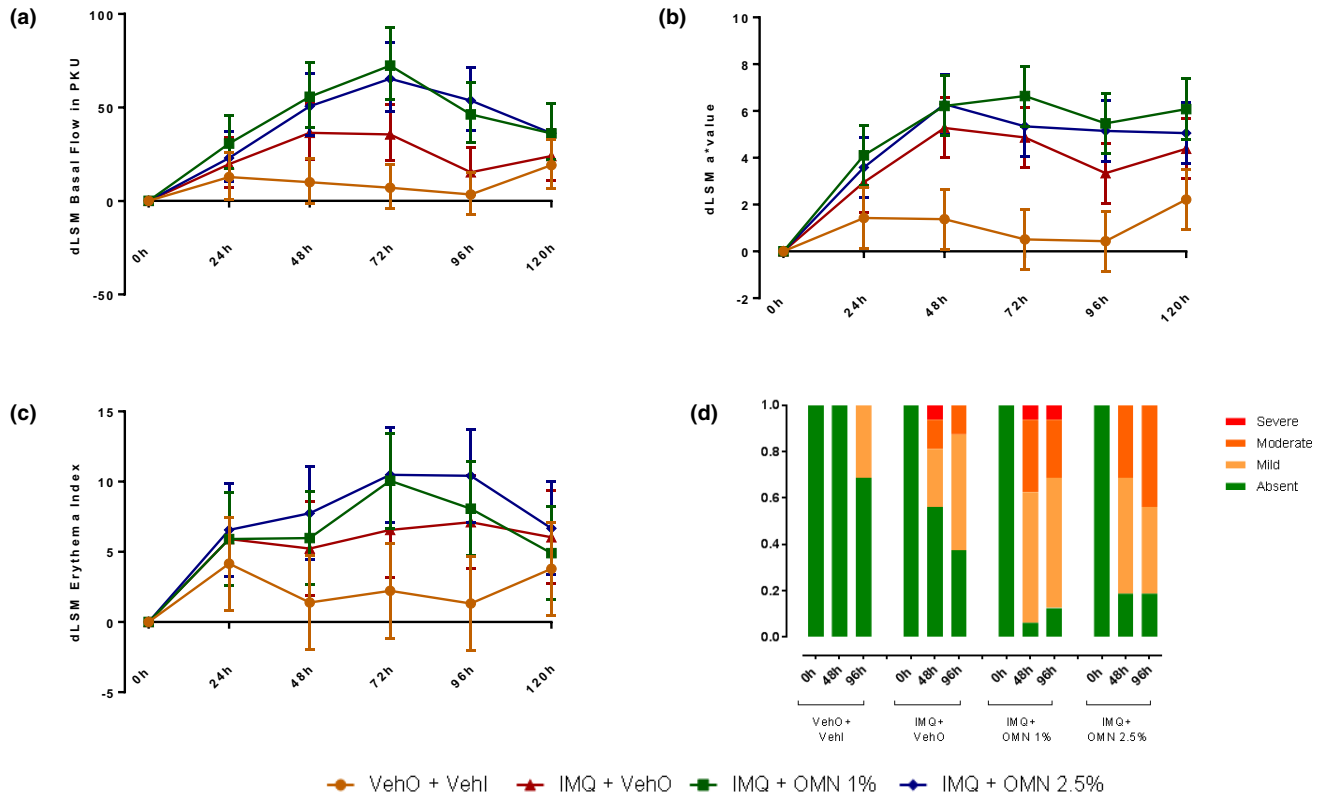 (a)
dLSM Basal Flow in PKU
100
50
0
-50
0h
24h
48h
72h
96h
120h
(b)
dLSM a*value
10
8
6
4
2
0
-2
0h
24h
48h
72h
96h
120h
(c)
dLSM Erythema Index
15
10
5
0
-5
0h
24h
48h
72h
96h
120h
(d)
1.0
0.8
0.6
0.4
0.2
0.0
0h 48h 96h 0h 48h 96h 0h 48h 96h 0h 48h 96h
VehO + IMQ+ IMQ+ IMQ+
VehI VehO OMN 1% OMN 2.5%
Severe
Moderate
Mild
Absent
VehO + VehI IMQ + VehO IMQ + OMN 1% IMQ + OMN 2.5%